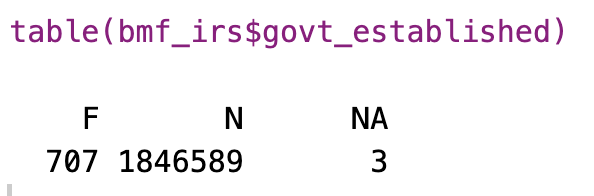 table(bmf_irs$govt_established)
F N NA
707 1846589 3